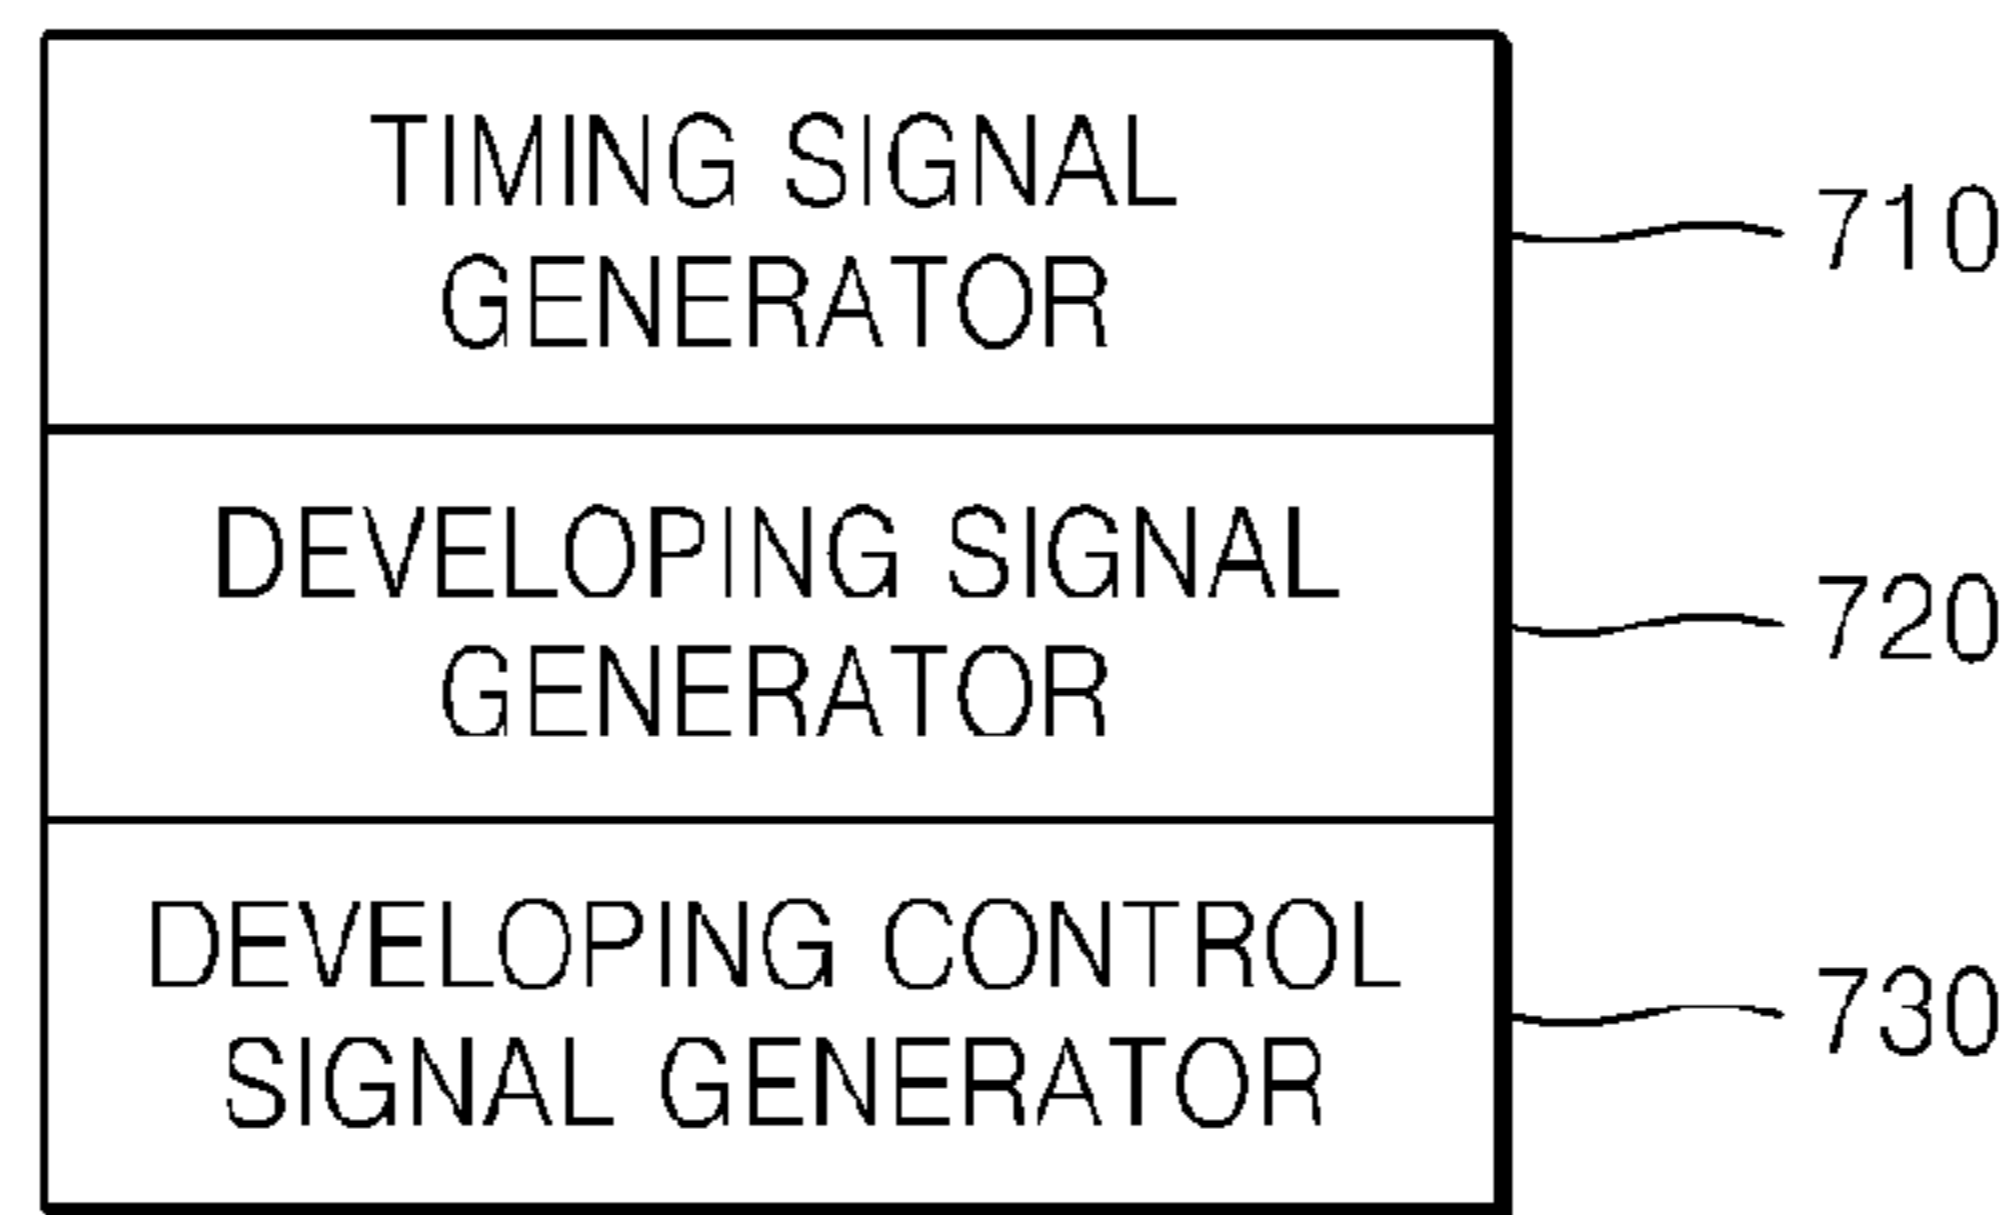 TIMING SIGNAL
GENERATOR
710
DEVELOPING SIGNAL
GENERATOR
720
DEVELOPING CONTROL
SIGNAL GENERATOR
730